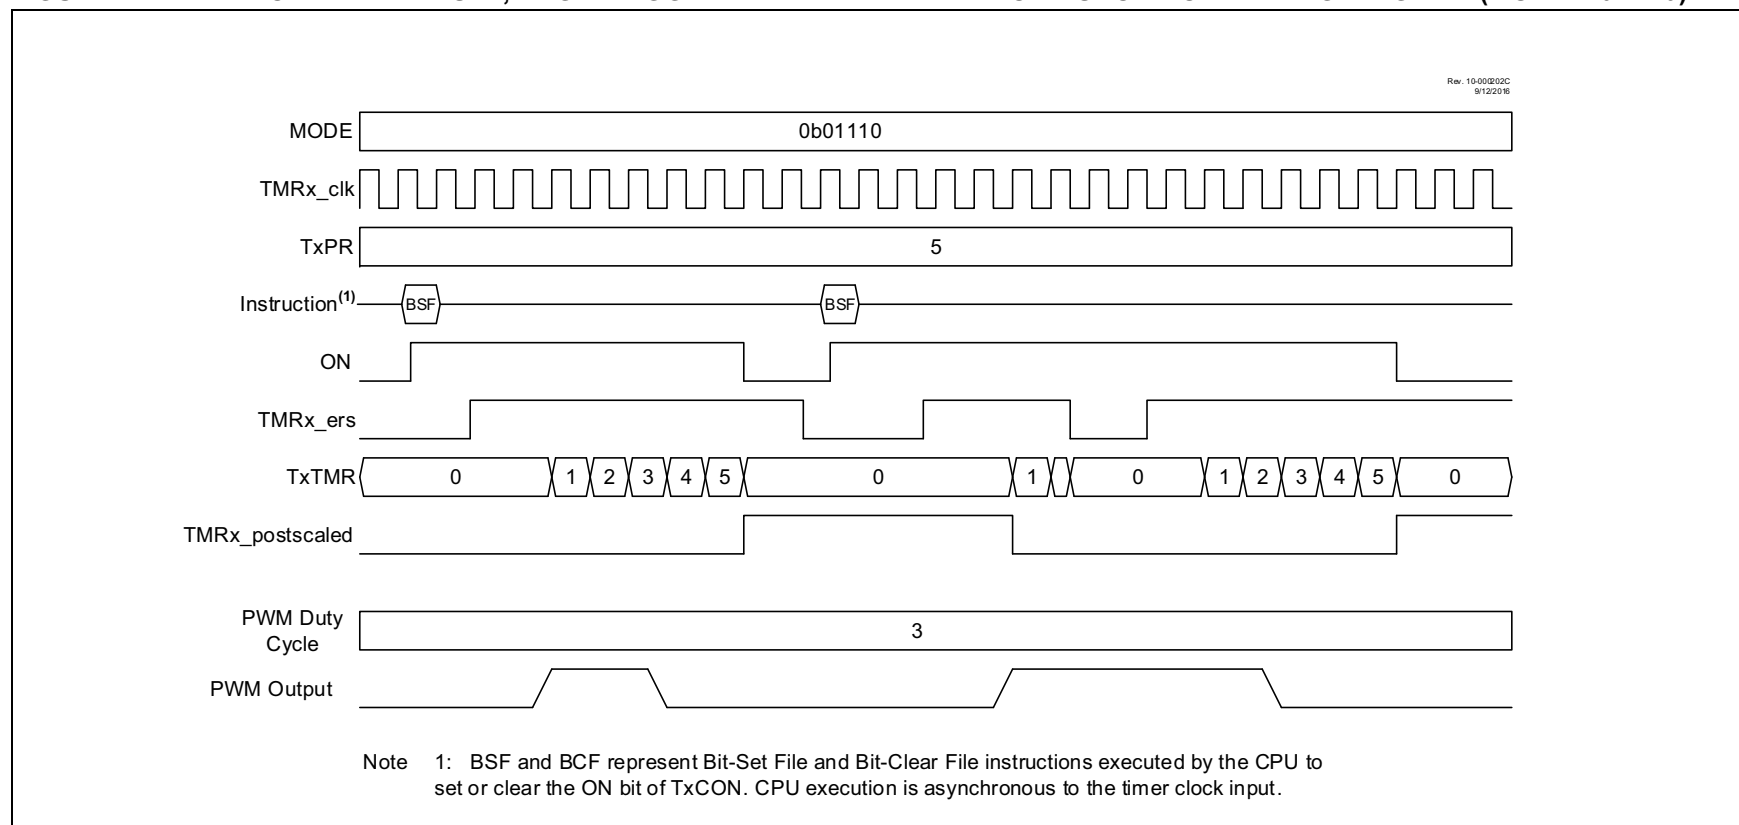 Rev. 10-000202C
9/12/2016
MODE 0b01110
TMRx_clk
TxPR 5
Instruction(1) BSF BSF
ON
TMRx_ers
TxTMR 0 1 2 3 4 5 0 1 0 1 2 3 4 5 0
TMRx_postscaled
PWM Duty
Cycle
3
PWM Output
Note 1: BSF and BCF represent Bit-Set File and Bit-Clear File instructions executed by the CPU to
set or clear the ON bit of TxCON. CPU execution is asynchronous to the timer clock input.